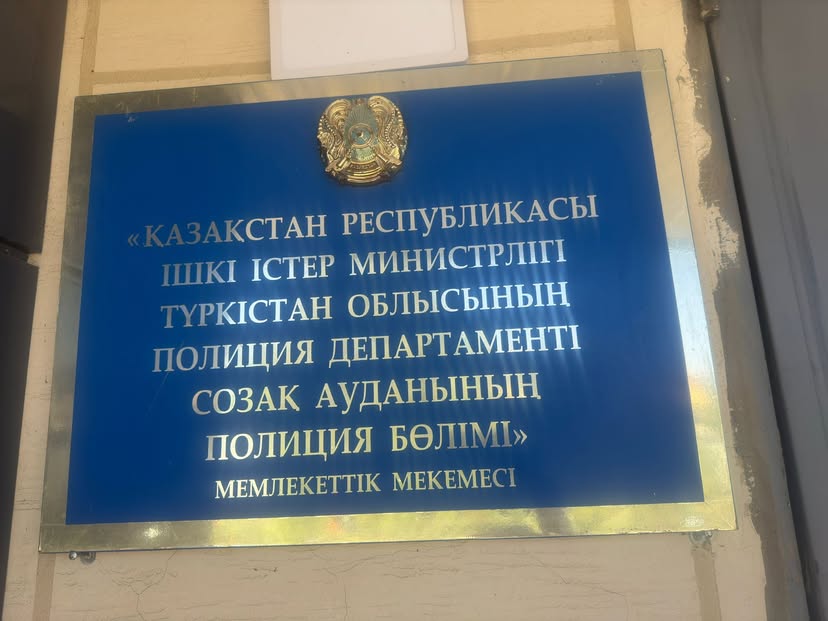 «ҚАЗАҚСТАН РЕСПУБЛИКАСЫ
ІШКІ ІСТЕР МИНИСТРЛІГІ
ТҮРКІСТАН ОБЛЫСЫНЫҢ
ПОЛИЦИЯ ДЕПАРТАМЕНТІ
СОЗАҚ АУДАНЫНЫҢ
ПОЛИЦИЯ БӨЛІМІ»
МЕМЛЕКЕТТІК МЕКЕМЕСІ